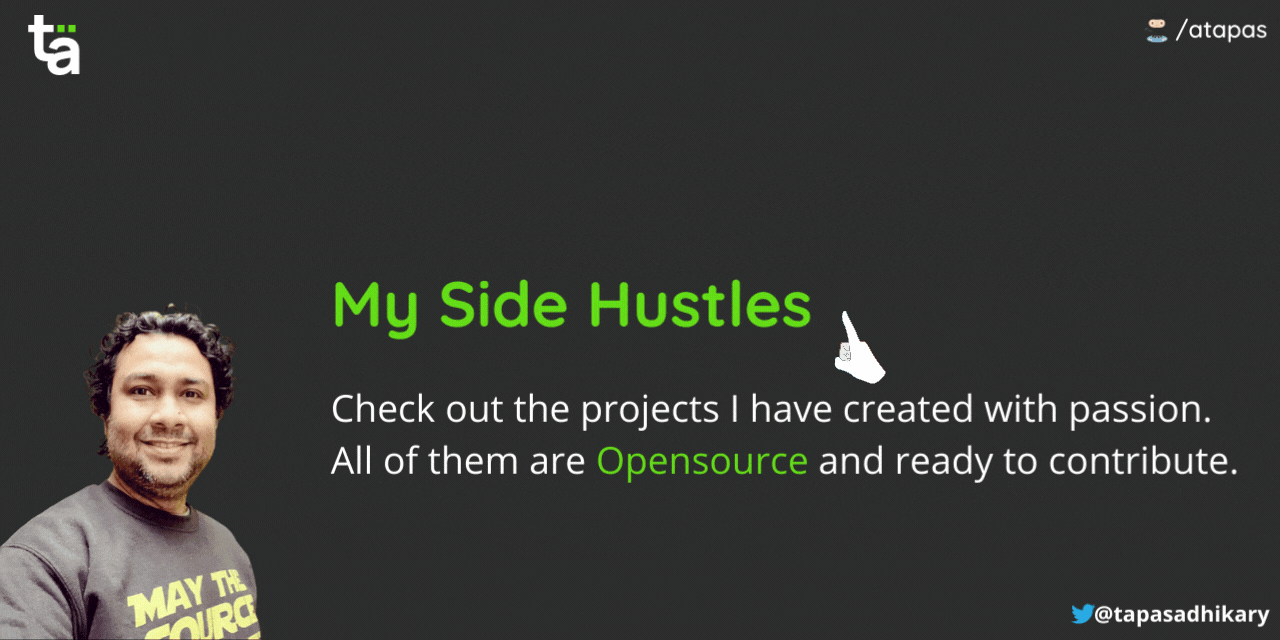 ta
/atapas
My Side Hustles
Check out the projects I have created with passion.
All of them are Opensource and ready to contribute.
MAY THE
SOURCE
@tapasadhikary